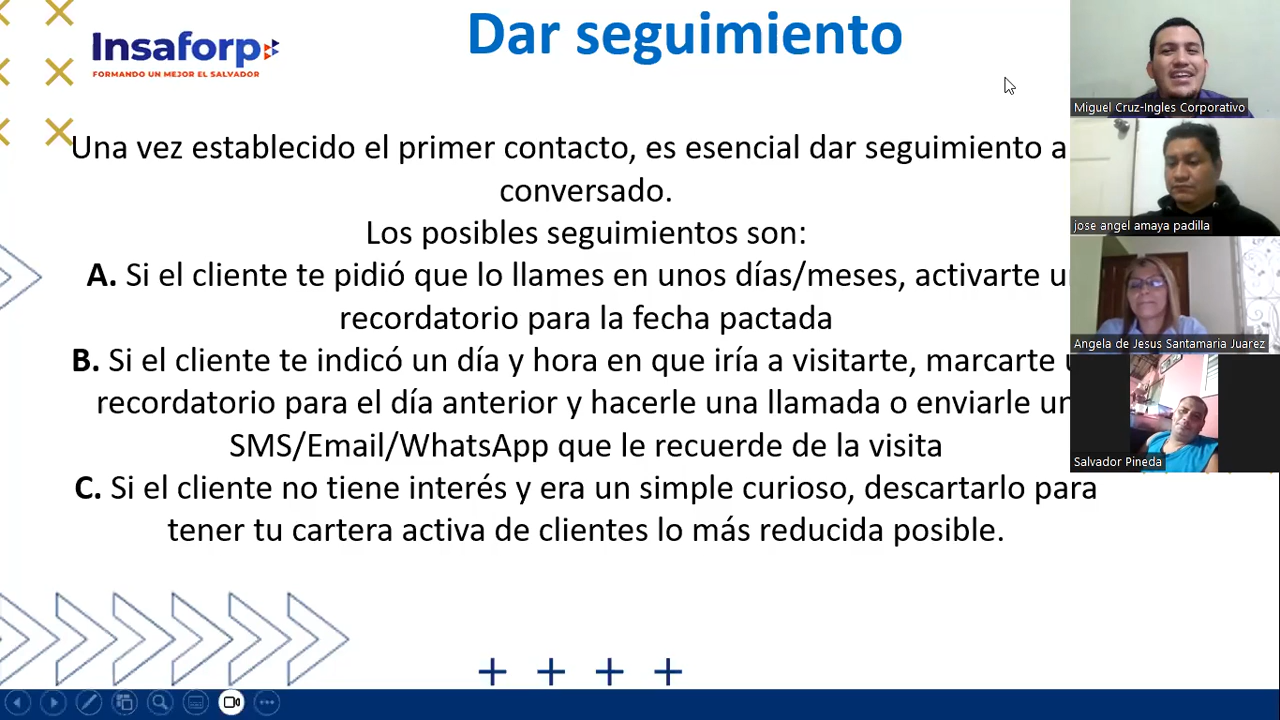 Insaforp
FORMANDO UN MEJOR EL SALVADOR
Dar seguimiento
Una vez establecido el primer contacto, es esencial dar seguimiento a
conversado.
Los posibles seguimientos son:
A. Si el cliente te pidió que lo llames en unos días/meses, activarte
recordatorio para la fecha pactada
B. Si el cliente te indicó un día y hora en que iría a visitarte, marcarte
recordatorio para el día anterior y hacerle una llamada o enviarle un
SMS/Email/WhatsApp que le recuerde de la visita
C. Si el cliente no tiene interés y era un simple curioso, descartarlo para
tener tu cartera activa de clientes lo más reducida posible.
Miguel Cruz-Ingles Corporativo
jose angel amaya padilla
Angela de Jesus Santamaria Juarez
Salvador Pineda